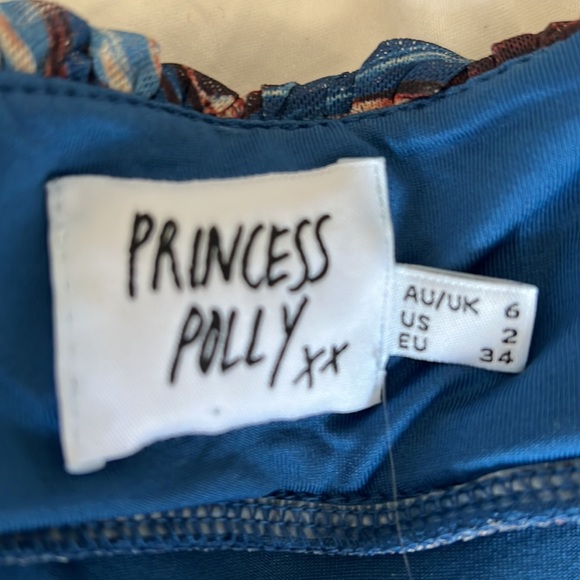 PRINCESS
POLLY xx
AU/UK 6
US 2
EU 34